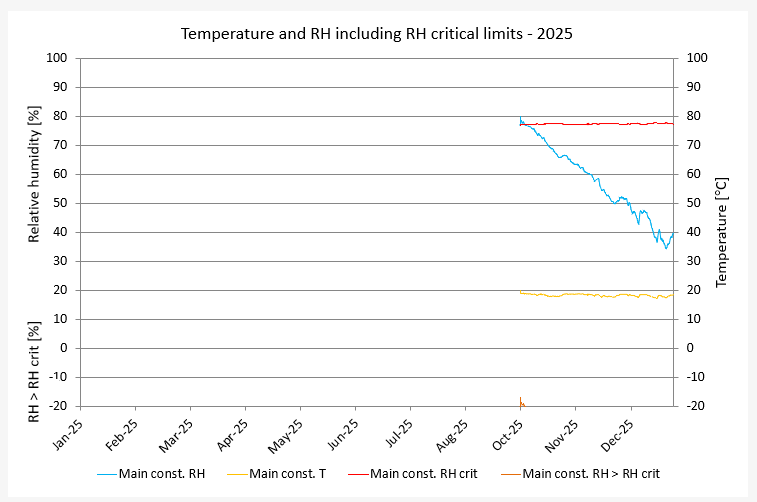 Temperature and RH including RH critical limits - 2025
Relative humidity [%]
RH > RH crit [%]
100
90
80
70
60
50
40
30
20
10
0
-10
-20
100
90
80
70
60
50
40
30
20
10
0
-10
-20
Temperature [°C]
Jan-25
Feb-25
Mar-25
Apr-25
May-25
Jun-25
Jul-25
Aug-25
Oct-25
Nov-25
Dec-25
Main const. RH
Main const. T
Main const. RH crit
Main const. RH > RH crit